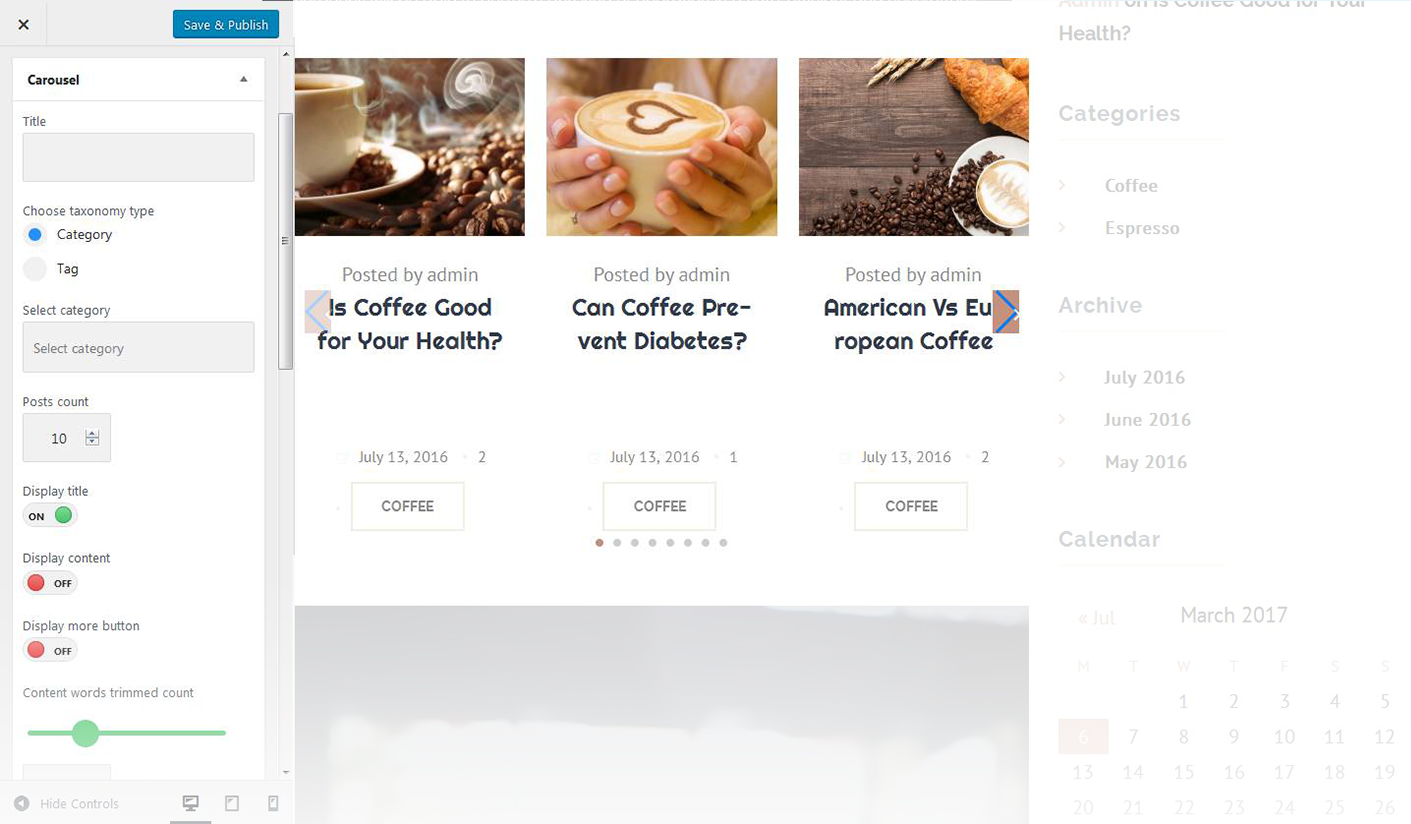 Save & Publish
Carousel
Title
Choose taxonomy type
Category
Tag
Select category
Select category
Posts count
10
Display title
ON
Display content
OFF
Display more button
OFF
Content words trimmed count
Hide Controls
Posted by admin
Is Coffee Good
for Your Health?
July 13, 2016 2
COFFEE
Posted by admin
Can Coffee Pre-
vent Diabetes?
July 13, 2016 1
COFFEE
Posted by admin
American Vs Eu
ropean Coffee
July 13, 2016 2
COFFEE
Admin on Is Coffee Good for Your
Health?
Categories
Coffee
Espresso
Archive
July 2016
June 2016
May 2016
Calendar
« Jul March 2017
M T W T F S S
1 2 3 4 5
6 7 8 9 10 11 12
13 14 15 16 17 18 19
20 21 22 23 24 25 26